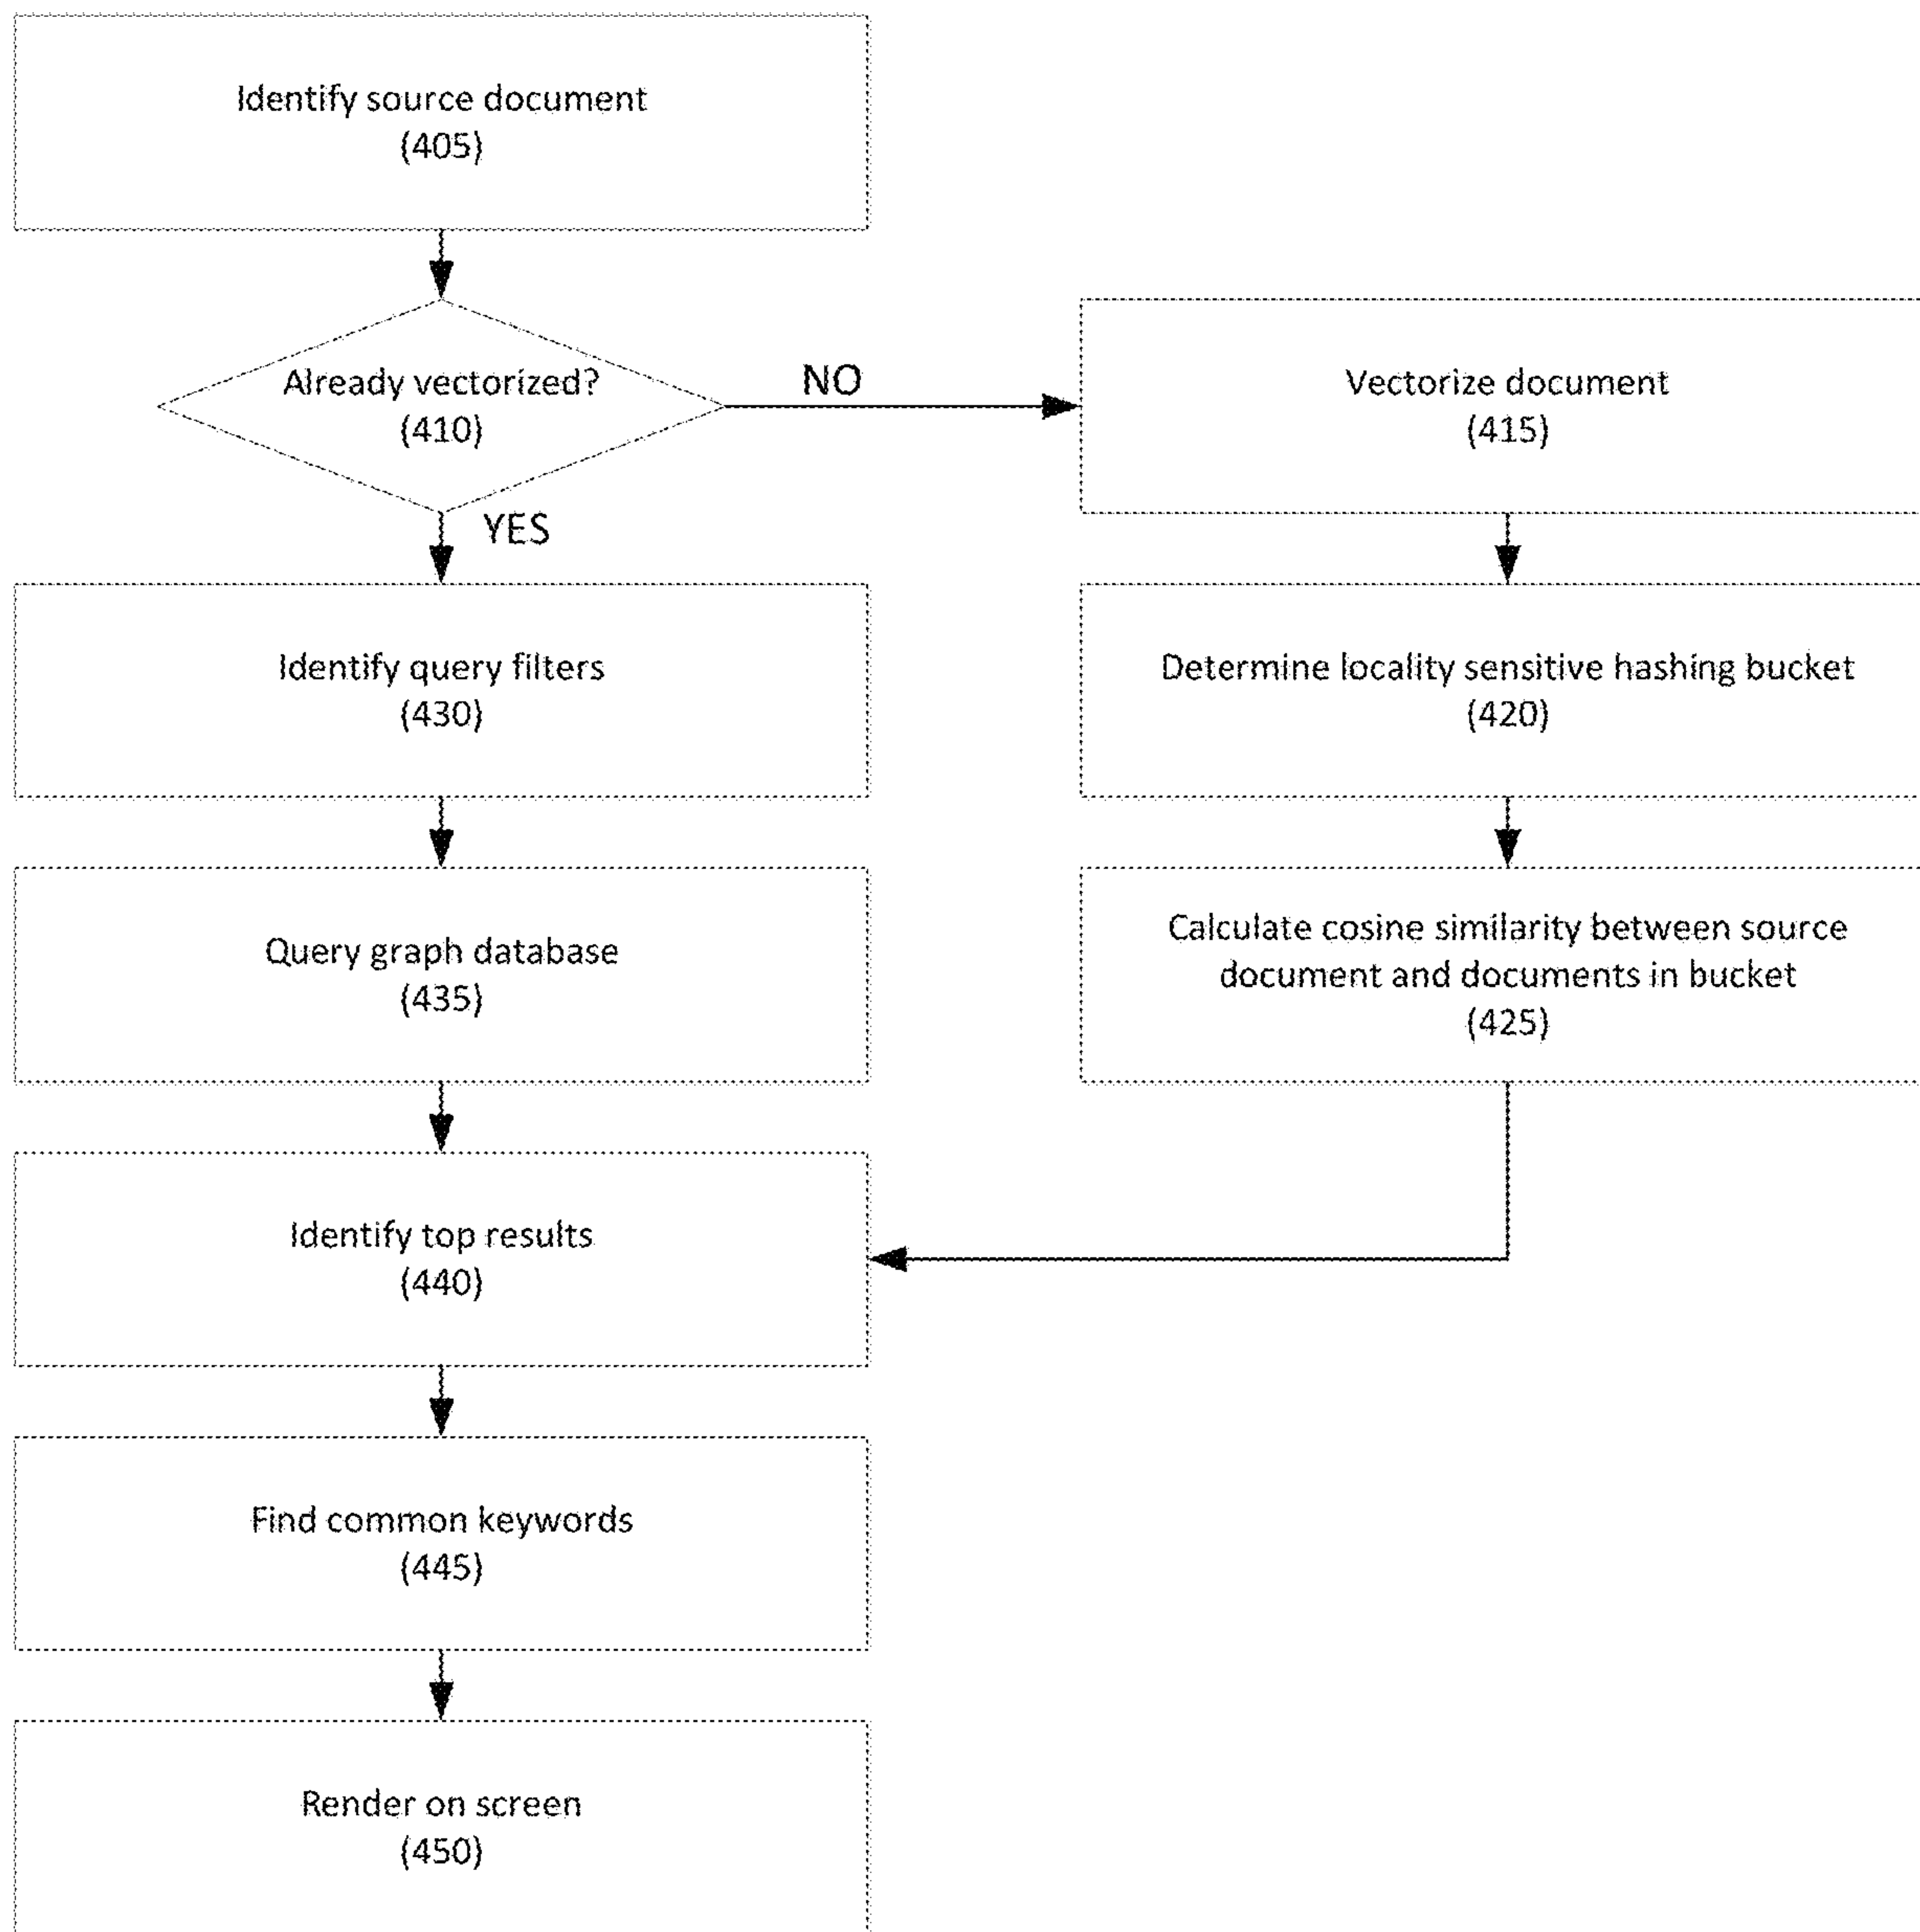 Identify source document
(405)
Already vectorized?
(410)
NO
YES
Vectorize document
(415)
Identify query filters
(430)
Determine locality sensitive hashing bucket
(420)
Query graph database
(435)
Calculate cosine similarity between source
document and documents in bucket
(425)
Identify top results
(440)
Find common keywords
(445)
Render on screen
(450)